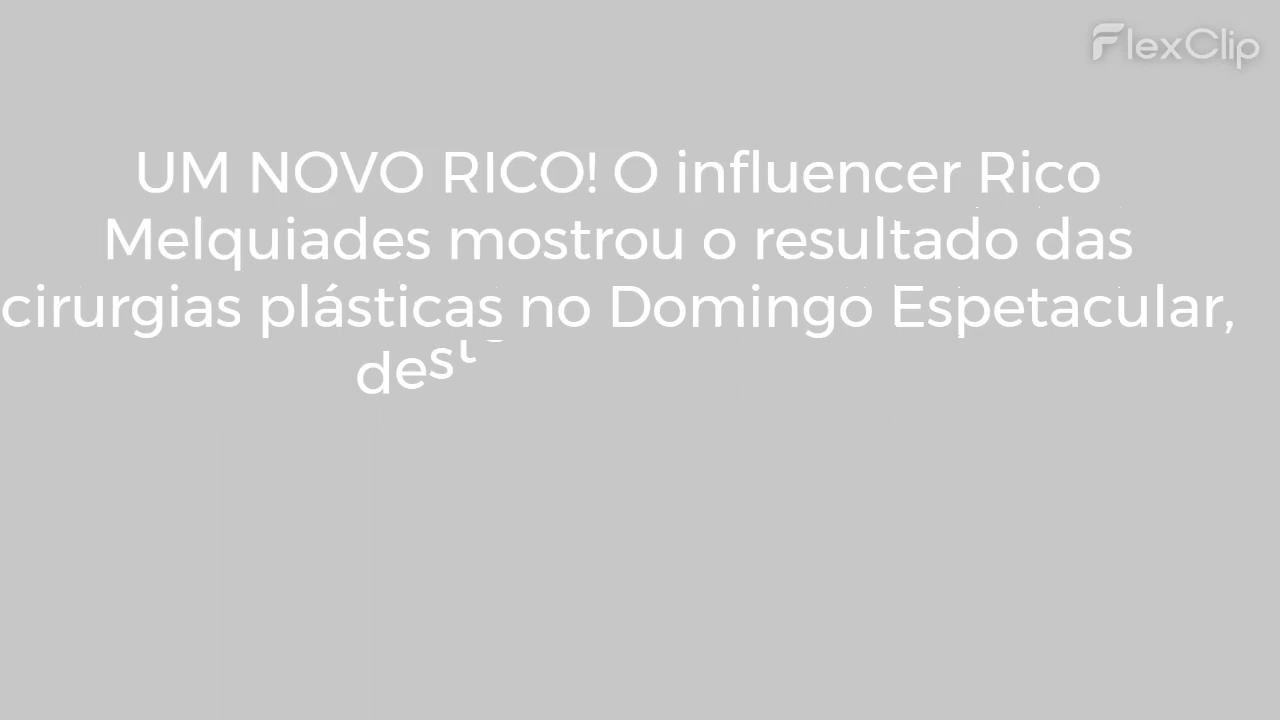 FlexClip
UM NOVO RICO! O influencer Rico
Melquiades mostrou o resultado das
cirurgias plásticas no Domingo Espetacular,